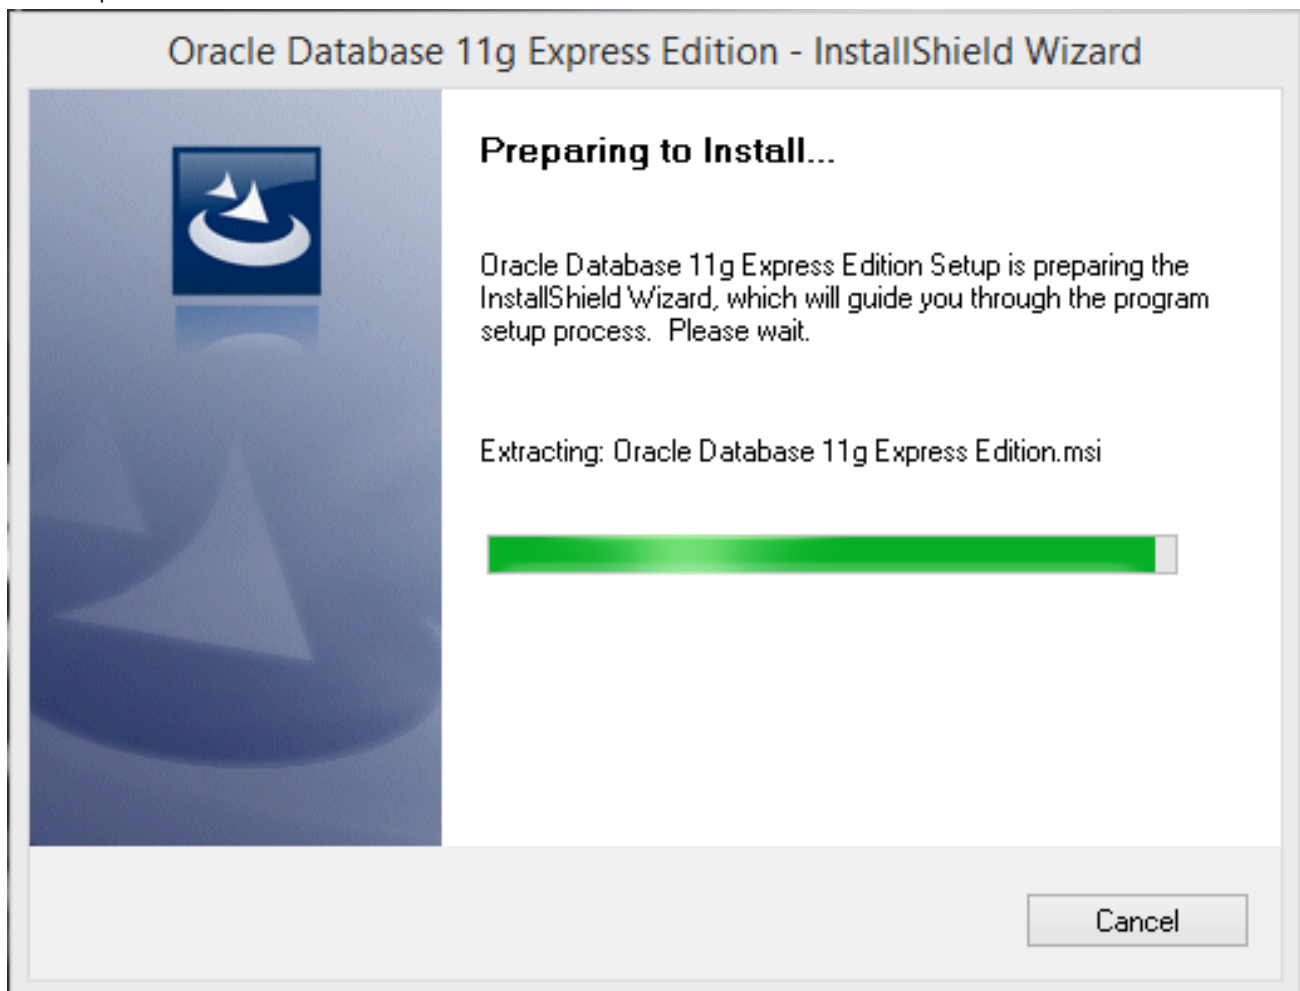 Oracle Database 11g Express Edition - InstallShield Wizard
Preparing to Install...
Oracle Database 11g Express Edition Setup is preparing the
InstallShield Wizard, which will guide you through the program
setup process.  Please wait.
Extracting: Oracle Database 11g Express Edition.msi
Cancel